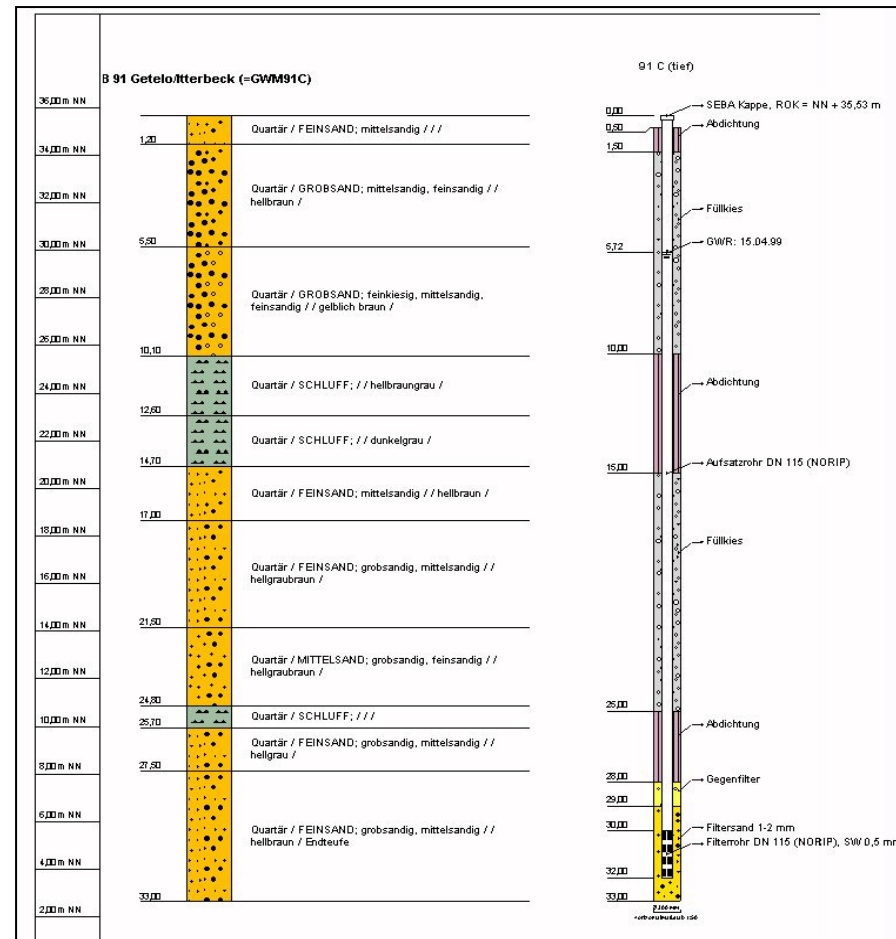 B 91 Getelo/Itterbeck (=GWM91C)
91 C (tief)
36,00 m NN
34,00 m NN
32,00 m NN
30,00 m NN
28,00 m NN
26,00 m NN
24,00 m NN
22,00 m NN
20,00 m NN
18,00 m NN
16,00 m NN
14,00 m NN
12,00 m NN
10,00 m NN
8,00 m NN
6,00 m NN
4,00 m NN
2,00 m NN
1,20
5,50
10,10
12,60
14,70
17,00
21,50
24,80
25,70
27,50
33,00
Quartär / FEINSAND; mittelsandig / / /
Quartär / GROBSAND; mittelsandig, feinsandig / /
hellbraun /
Quartär / GROBSAND; feinkiesig, mittelsandig,
feinsandig / / gelblich braun /
Quartär / SCHLUFF; / / hellbraungrau /
Quartär / SCHLUFF; / / dunkelgrau /
Quartär / FEINSAND; mittelsandig / / hellbraun /
Quartär / FEINSAND; grobsandig, mittelsandig / /
hellgraubraun /
Quartär / MITTELSAND; grobsandig, feinsandig / /
hellgraubraun /
Quartär / SCHLUFF; / / /
Quartär / FEINSAND; grobsandig, mittelsandig / /
hellgrau /
Quartär / FEINSAND; grobsandig, mittelsandig / /
hellbraun / Endteufe
0,00
0,50
1,50
5,72
10,00
15,00
25,00
28,00
29,00
30,00
32,00
33,00
SEBA Kappe, ROK = NN + 35,53 m
Abdichtung
Füllkies
GWR: 15.04.99
Abdichtung
Aufsatzrohr DN 115 (NORIP)
Füllkies
Abdichtung
Gegenfilter
Filtersand 1-2 mm
Filterrohr DN 115 (NORIP), SW 0,5 mm